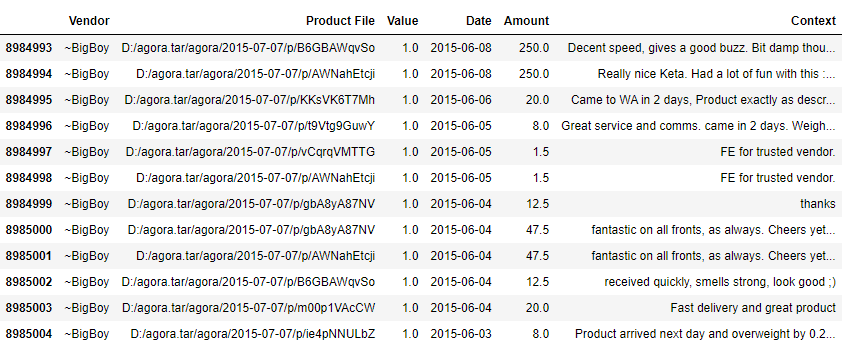 Vendor Product File Value Date Amount Context
8984993 ~BigBoy D:/agora.tar/agora/2015-07-07/p/B6GBAWqvSo 1.0 2015-06-08 250.0 Decent speed, gives a good buzz. Bit damp thou...
8984994 ~BigBoy D:/agora.tar/agora/2015-07-07/p/AWNahEtcji 1.0 2015-06-08 250.0 Really nice Keta. Had a lot of fun with this :...
8984995 ~BigBoy D:/agora.tar/agora/2015-07-07/p/KKsVK6T7Mh 1.0 2015-06-06 20.0 Came to WA in 2 days, Product exactly as descr...
8984996 ~BigBoy D:/agora.tar/agora/2015-07-07/p/t9Vtg9GuwY 1.0 2015-06-05 8.0 Great service and comms. came in 2 days. Weigh...
8984997 ~BigBoy D:/agora.tar/agora/2015-07-07/p/vCqrqVMTTG 1.0 2015-06-05 1.5 FE for trusted vendor.
8984998 ~BigBoy D:/agora.tar/agora/2015-07-07/p/AWNahEtcji 1.0 2015-06-05 1.5 FE for trusted vendor.
8984999 ~BigBoy D:/agora.tar/agora/2015-07-07/p/gbA8yA87NV 1.0 2015-06-04 12.5 thanks
8985000 ~BigBoy D:/agora.tar/agora/2015-07-07/p/gbA8yA87NV 1.0 2015-06-04 47.5 fantastic on all fronts, as always. Cheers yet...
8985001 ~BigBoy D:/agora.tar/agora/2015-07-07/p/AWNahEtcji 1.0 2015-06-04 47.5 fantastic on all fronts, as always. Cheers yet...
8985002 ~BigBoy D:/agora.tar/agora/2015-07-07/p/B6GBAWqvSo 1.0 2015-06-04 12.5 received quickly, smells strong, look good ;)
8985003 ~BigBoy D:/agora.tar/agora/2015-07-07/p/m00p1VAcCW 1.0 2015-06-04 20.0 Fast delivery and great product
8985004 ~BigBoy D:/agora.tar/agora/2015-07-07/p/ie4pNNULbZ 1.0 2015-06-03 8.0 Product arrived next day and overweight by 0.2...